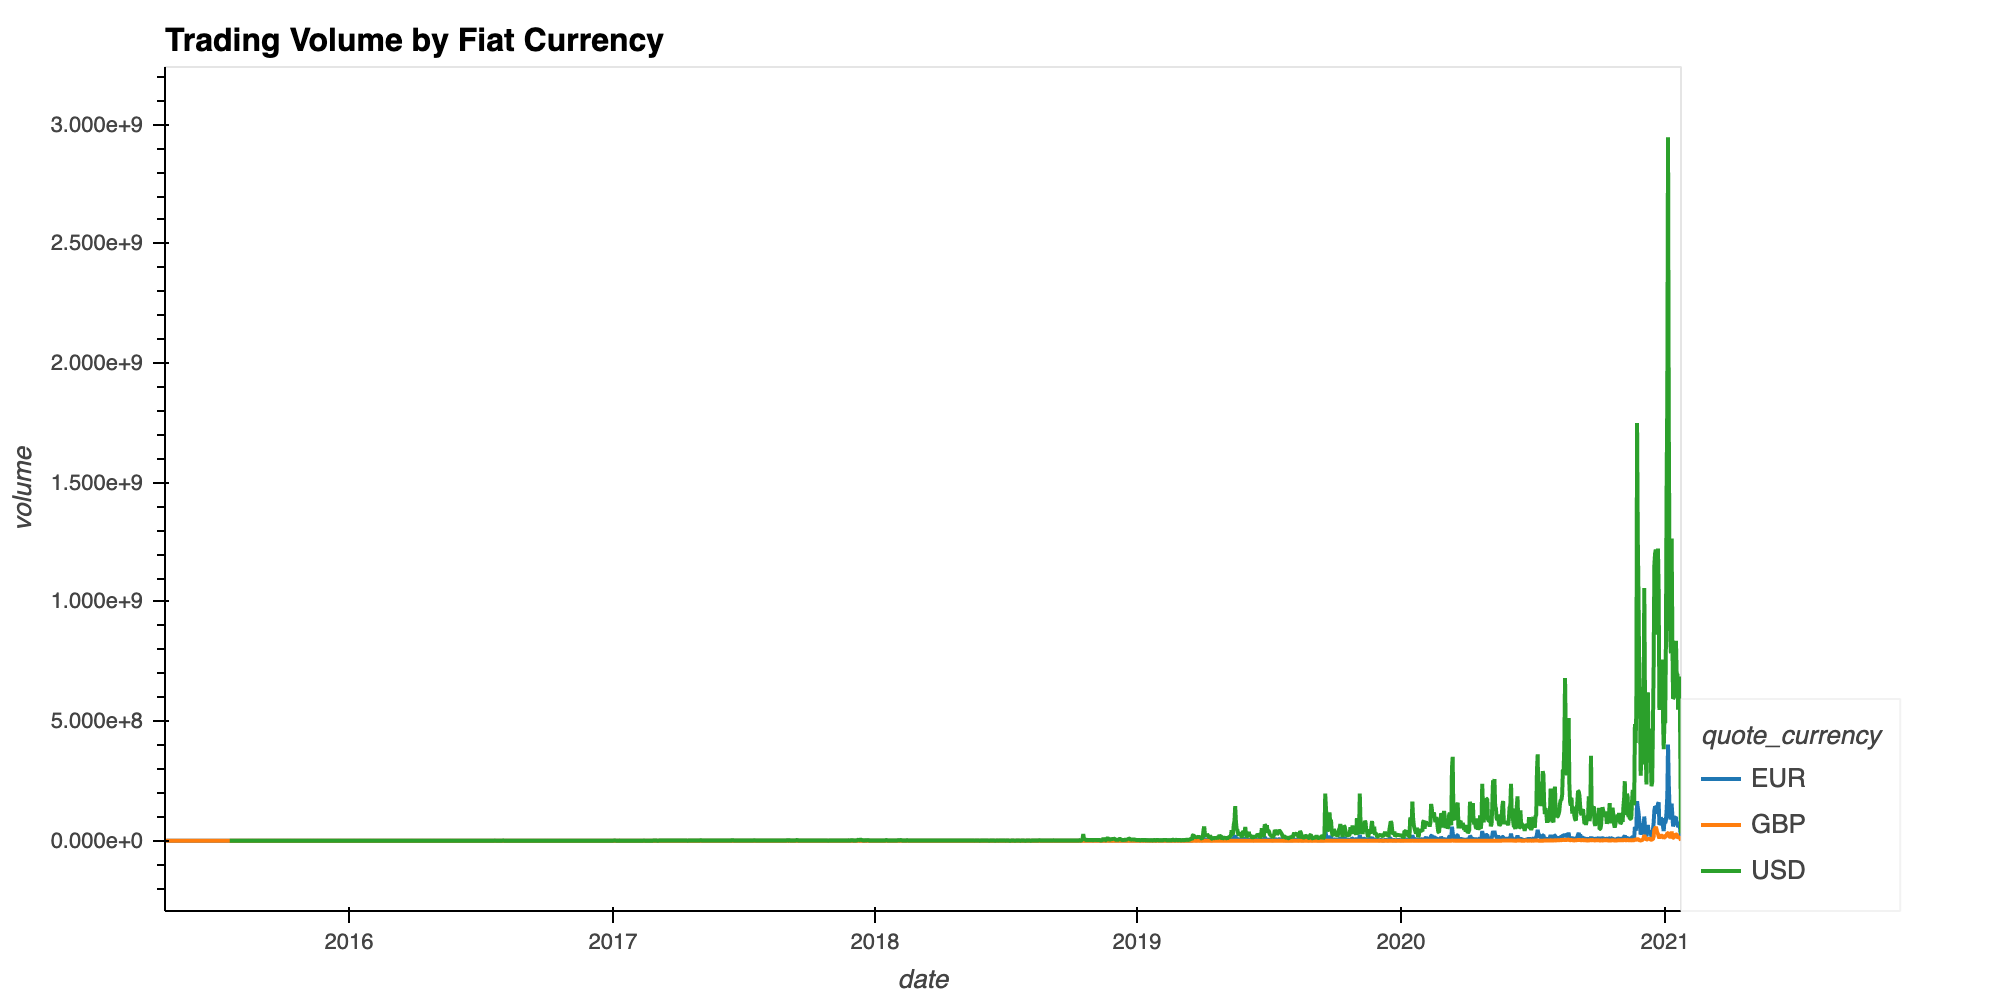 Trading Volume by Fiat Currency
3.000e+9
2.500e+9
2.000e+9
1.500e+9
1.000e+9
5.000e+8
0.000e+0
volume
2016
2017
2018
2019
2020
2021
date
quote_currency
EUR
GBP
USD